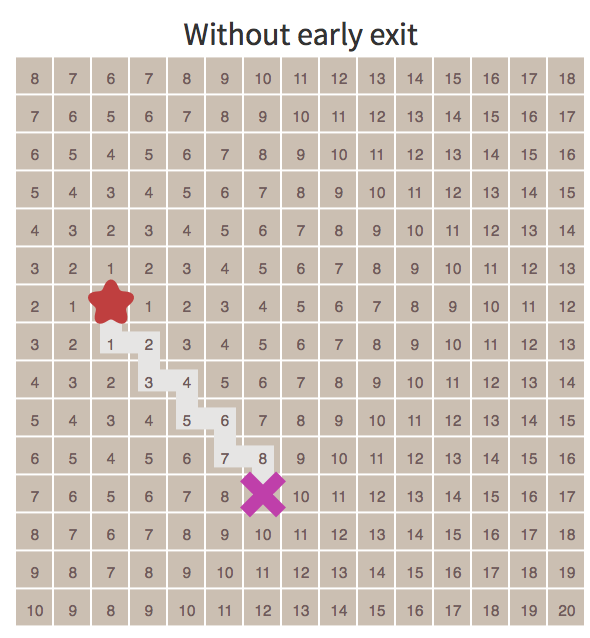 Without early exit
8 7 6 7 8 9 10 11 12 13 14 15 16 17 18
7 6 5 6 7 8 9 10 11 12 13 14 15 16 17
6 5 4 5 6 7 8 9 10 11 12 13 14 15 16
5 4 3 4 5 6 7 8 9 10 11 12 13 14 15
4 3 2 3 4 5 6 7 8 9 10 11 12 13 14
3 2 1 2 3 4 5 6 7 8 9 10 11 12 13
2 1 1 2 3 4 5 6 7 8 9 10 11 12
3 2 1 2 3 4 5 6 7 8 9 10 11 12 13
4 3 2 3 4 5 6 7 8 9 10 11 12 13 14
5 4 3 4 5 6 7 8 9 10 11 12 13 14 15
6 5 4 5 6 7 8 9 10 11 12 13 14 15 16
7 6 5 6 7 8 10 11 12 13 14 15 16 17
8 7 6 7 8 9 10 11 12 13 14 15 16 17 18
9 8 7 8 9 10 11 12 13 14 15 16 17 18 19
10 9 8 9 10 11 12 13 14 15 16 17 18 19 20